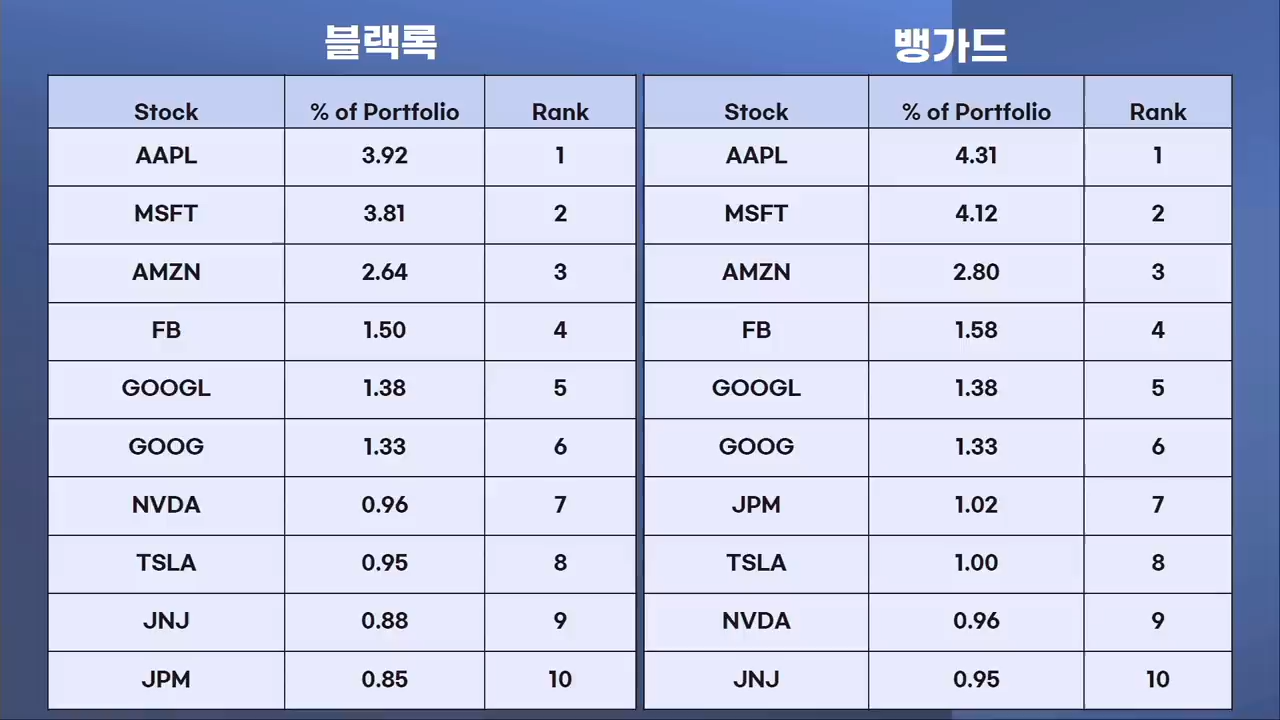 블랙록 뱅가드
Stock % of Portfolio Rank Stock % of Portfolio Rank
AAPL 3.92 1 AAPL 4.31 1
MSFT 3.81 2 MSFT 4.12 2
AMZN 2.64 3 AMZN 2.80 3
FB 1.50 4 FB 1.58 4
GOOGL 1.38 5 GOOGL 1.38 5
GOOG 1.33 6 GOOG 1.33 6
NVDA 0.96 7 JPM 1.02 7
TSLA 0.95 8 TSLA 1.00 8
JNJ 0.88 9 NVDA 0.96 9
JPM 0.85 10 JNJ 0.95 10